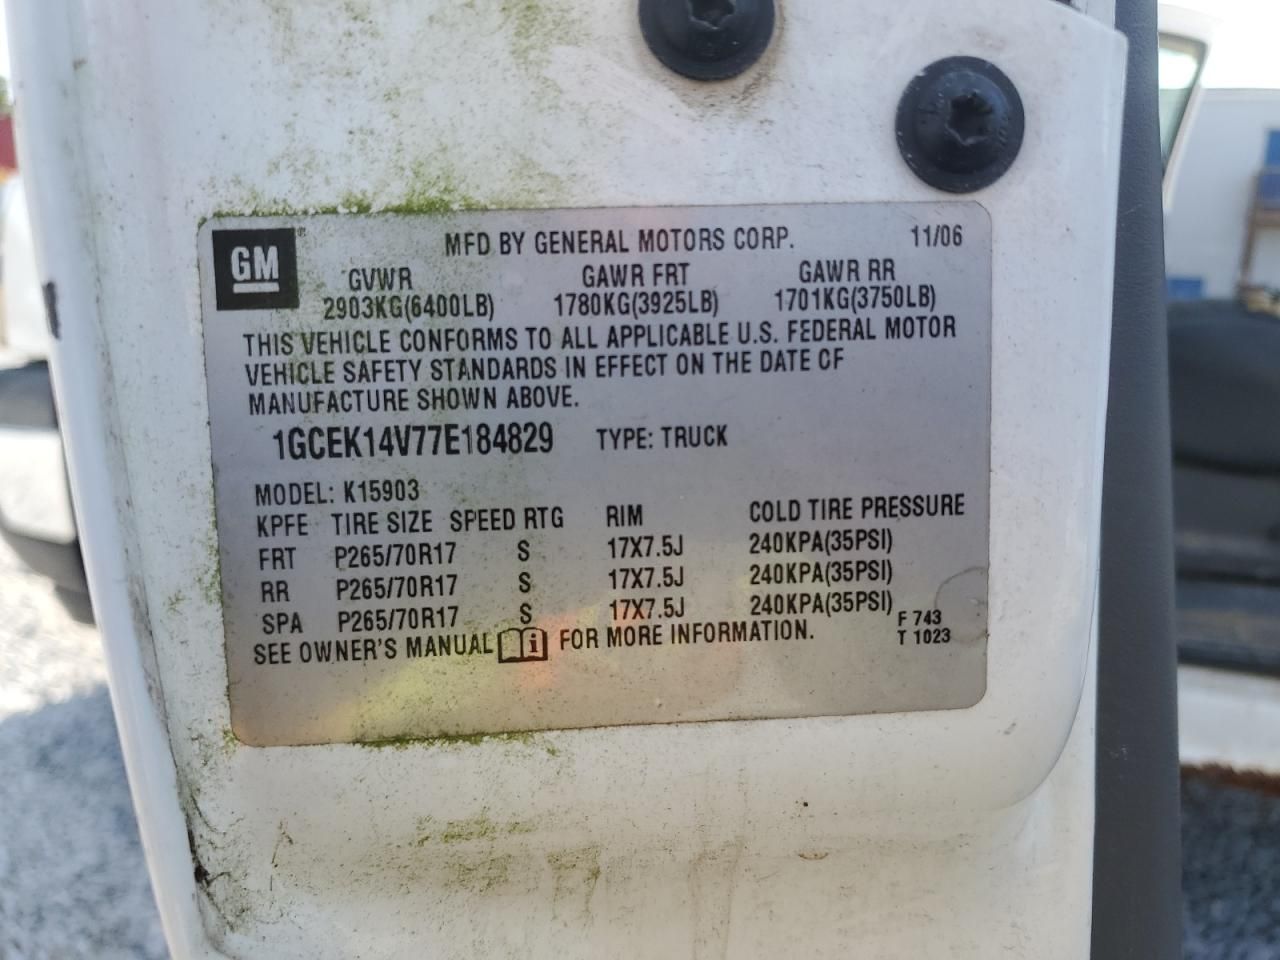 GM ® MFD BY GENERAL MOTORS CORP. 11/06
GVWR GAWR FRT GAWR RR
2903KG(6400LB) 1780KG(3925LB) 1701KG(3750LB)
THIS VEHICLE CONFORMS TO ALL APPLICABLE U.S. FEDERAL MOTOR
VEHICLE SAFETY STANDARDS IN EFFECT ON THE DATE OF
MANUFACTURE SHOWN ABOVE.
1GCEK14V77E184829 TYPE: TRUCK
MODEL: K15903
KPFE TIRE SIZE SPEED RTG RIM COLD TIRE PRESSURE
FRT P265/70R17 S 17X7.5J 240KPA(35PSI)
RR P265/70R17 S 17X7.5J 240KPA(35PSI)
SPA P265/70R17 S 17X7.5J 240KPA(35PSI)
SEE OWNER'S MANUAL i FOR MORE INFORMATION.
F 743
T 1023